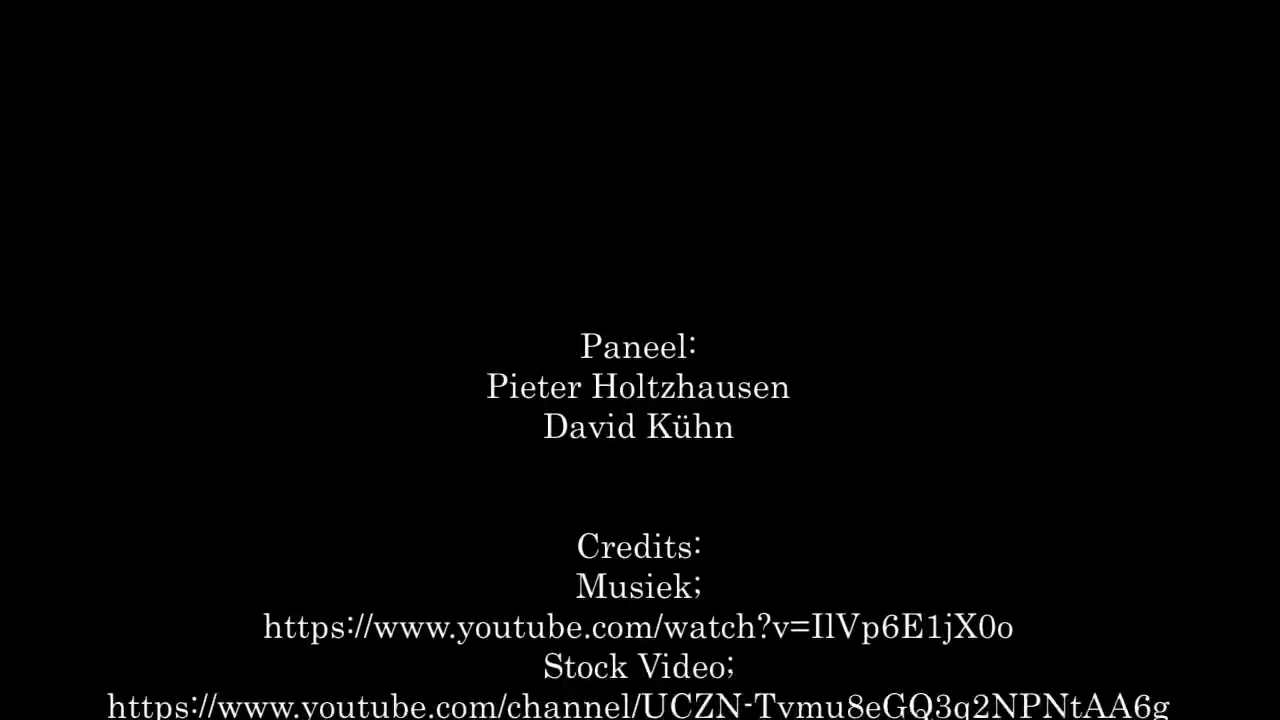 Paneel:
Pieter Holtzhausen
David Kühn
Credits:
Musiek;
https://www.youtube.com/watch?v=IlVp6E1jX0o
Stock Video;
https://www.youtube.com/channel/UCZN-Tvmu8eGQ3q2NPNtAA6g